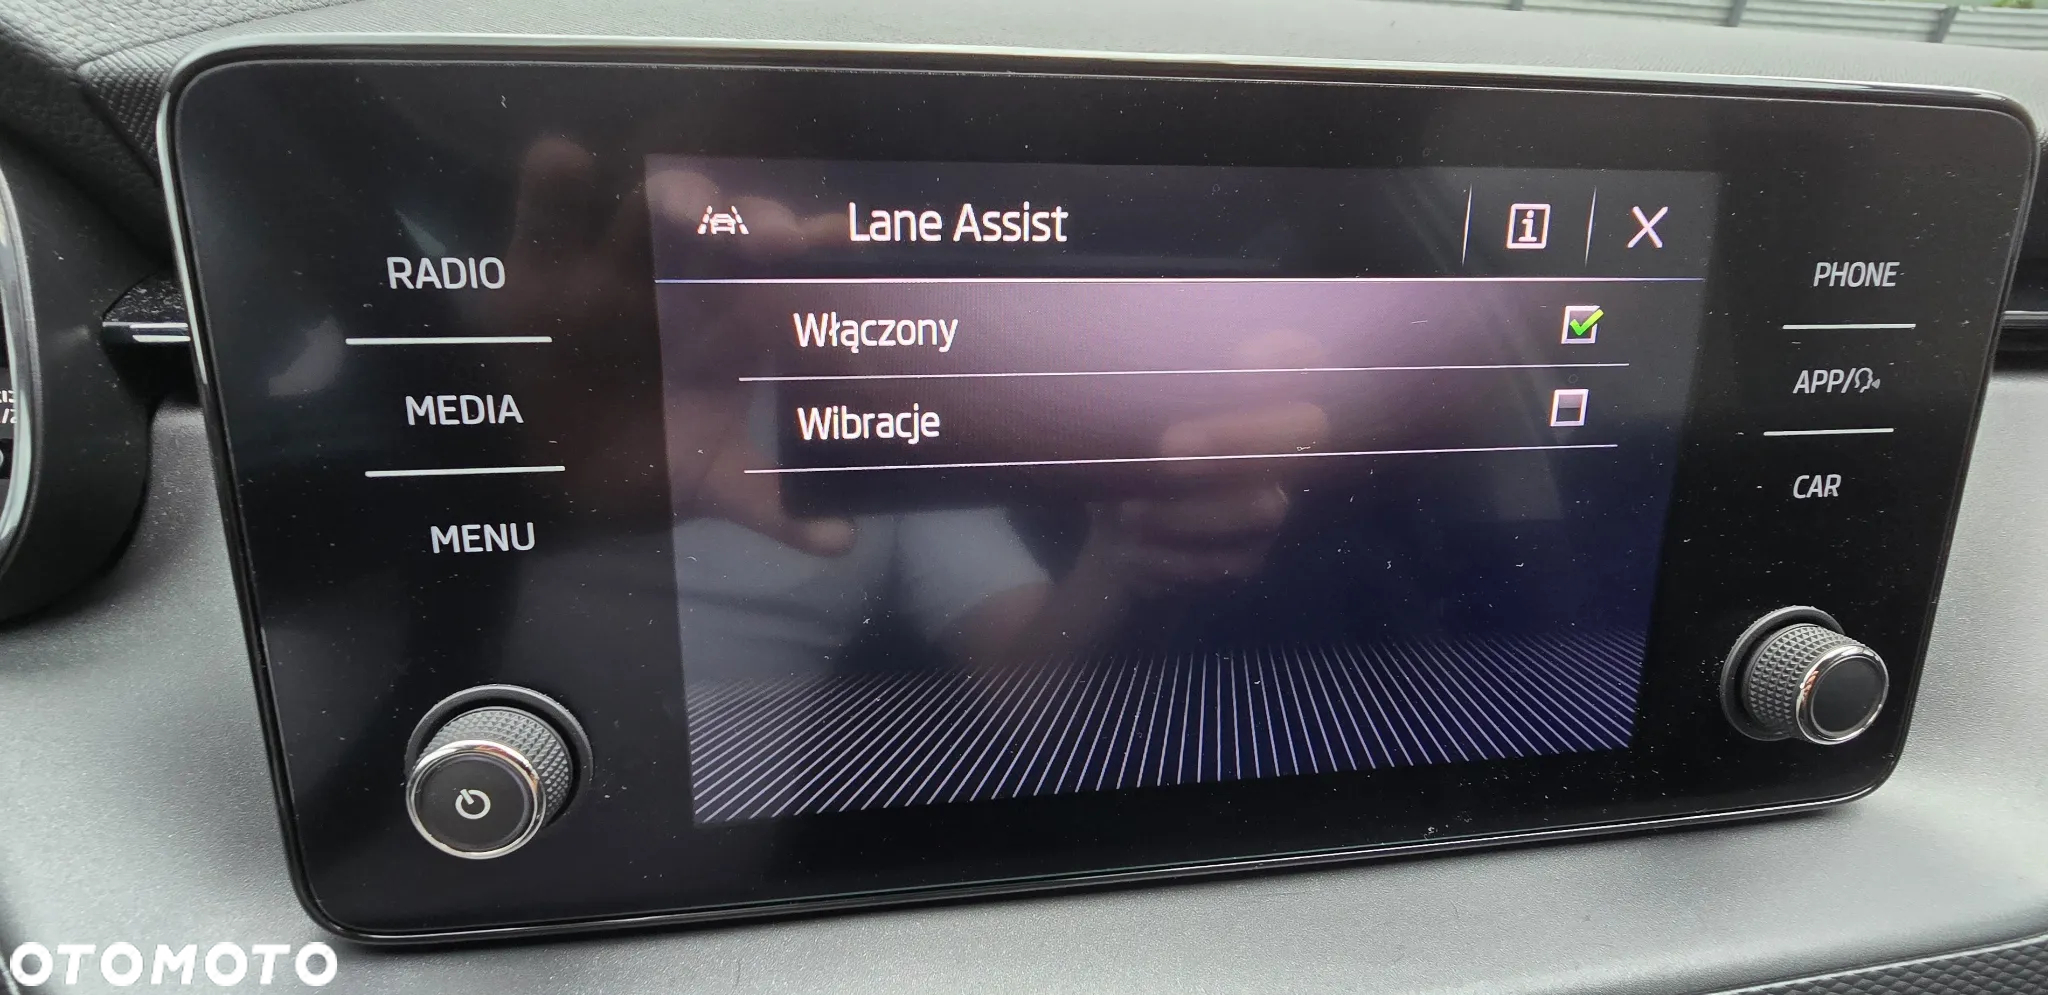 Lane Assist
i
RADIO
PHONE
Włączony
MEDIA
APP/
Wibracje
MENU
CAR
OTOMOTO